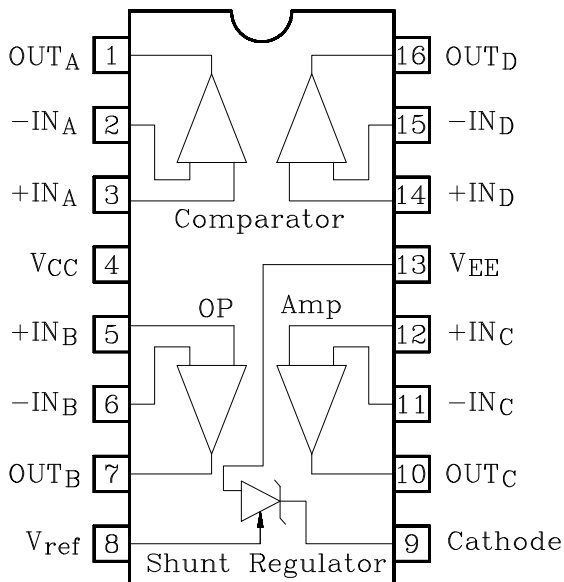 OUTA 1 16 OUTD
-INA 2 15 -IND
+INA 3 14 +IND
Comparator
VCC 4 13 VEE
OP Amp
+INB 5 12 +INC
-INB 6 11 -INC
OUTB 7 10 OUTC
Vref 8 9 Cathode
Shunt Regulator